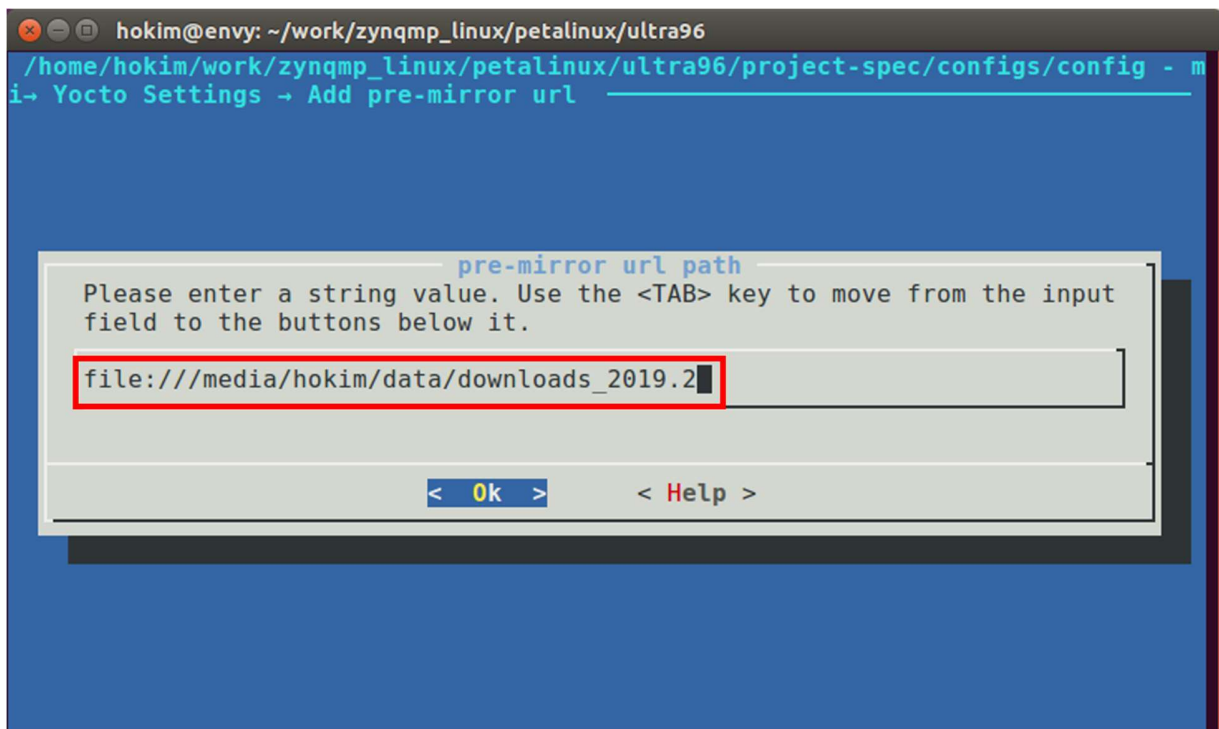 hokim@envy: ~/work/zynqmp_linux/petalinux/ultra96
/home/hokim/work/zynqmp_linux/petalinux/ultra96/project-spec/configs/config - m
i→ Yocto Settings → Add pre-mirror url
pre-mirror url path
Please enter a string value. Use the <TAB> key to move from the input
field to the buttons below it.
file:///media/hokim/data/downloads_2019.2
< Ok > < Help >